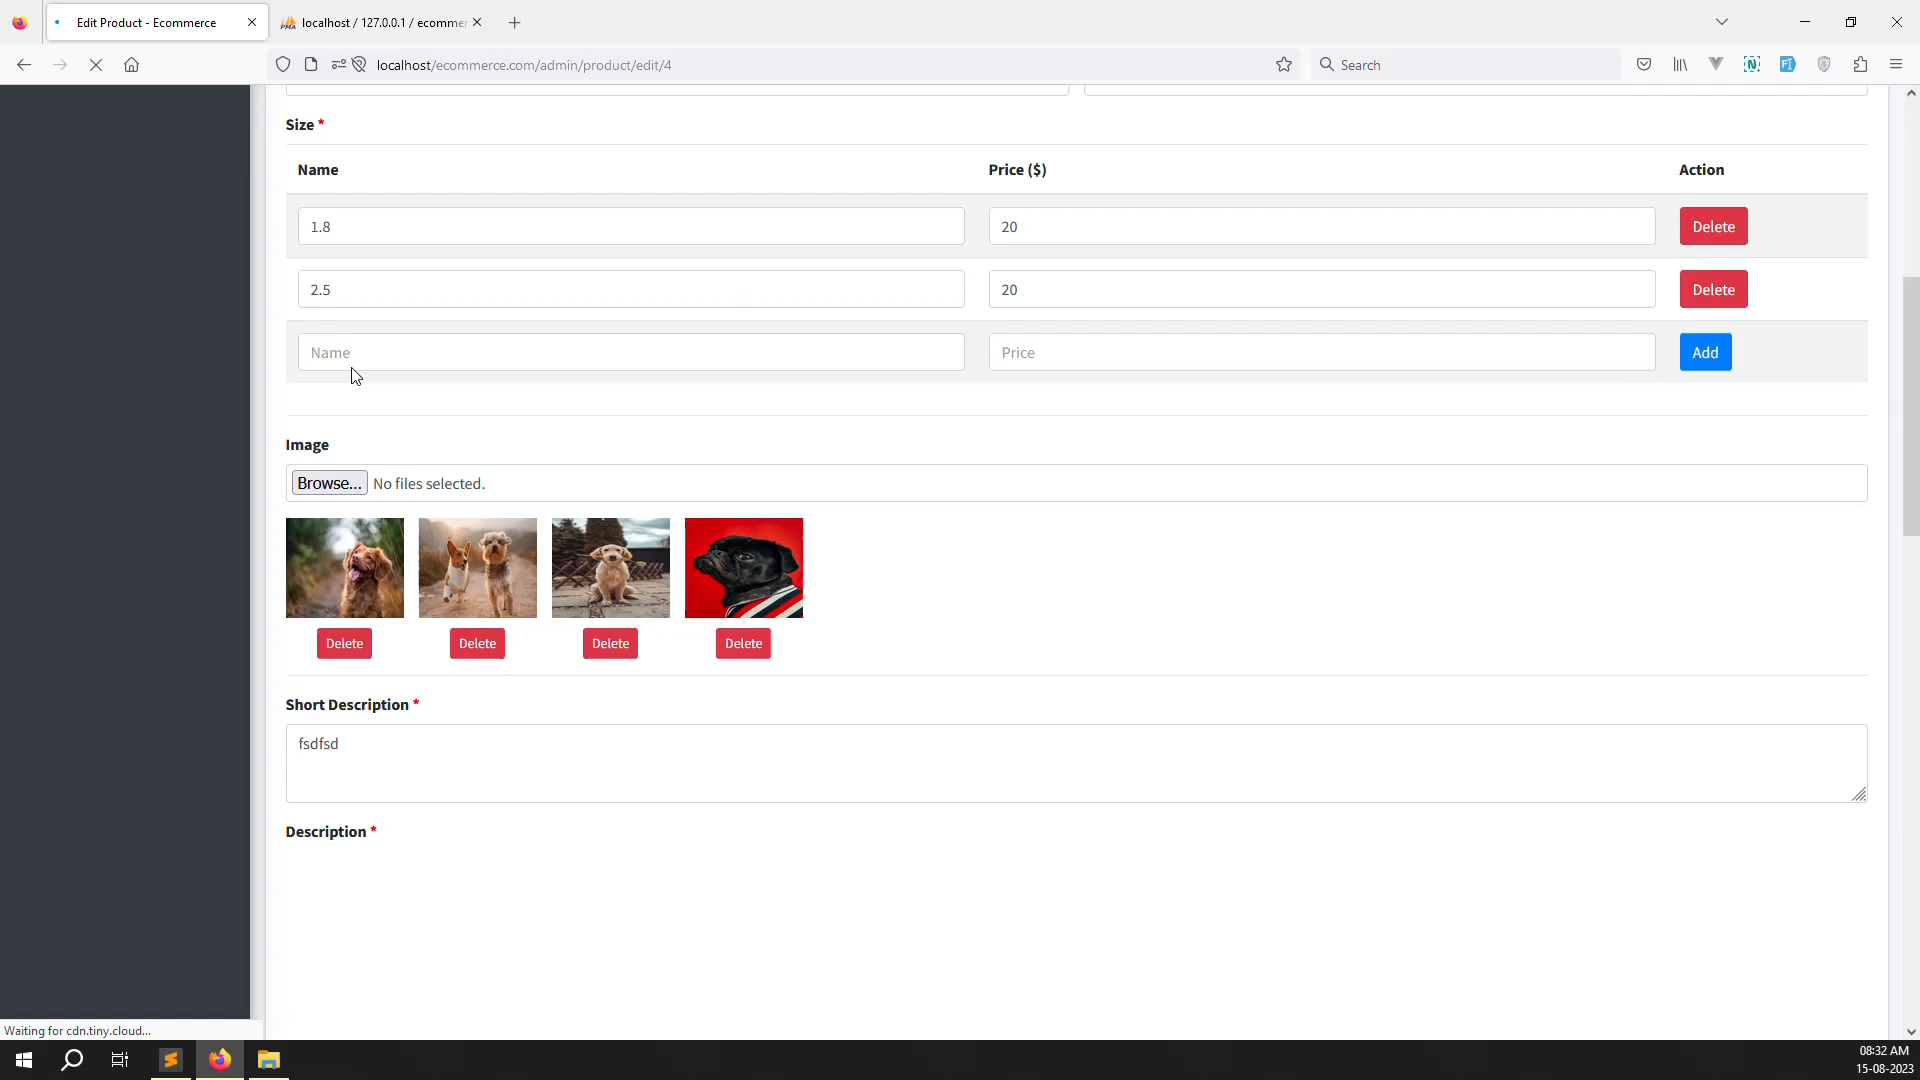 Edit Product - Ecommerce
localhost / 127.0.0.1 / ecomme
localhost/ecommerce.com/admin/product/edit/4
Search
Size *
Name
Price ($)
Action
1.8
20
Delete
2.5
20
Delete
Name
Price
Add
Image
Browse...
No files selected.
Delete
Delete
Delete
Delete
Short Description *
fsdfsd
Description *
Waiting for cdn.tiny.cloud...
08:32 AM
15-08-2023